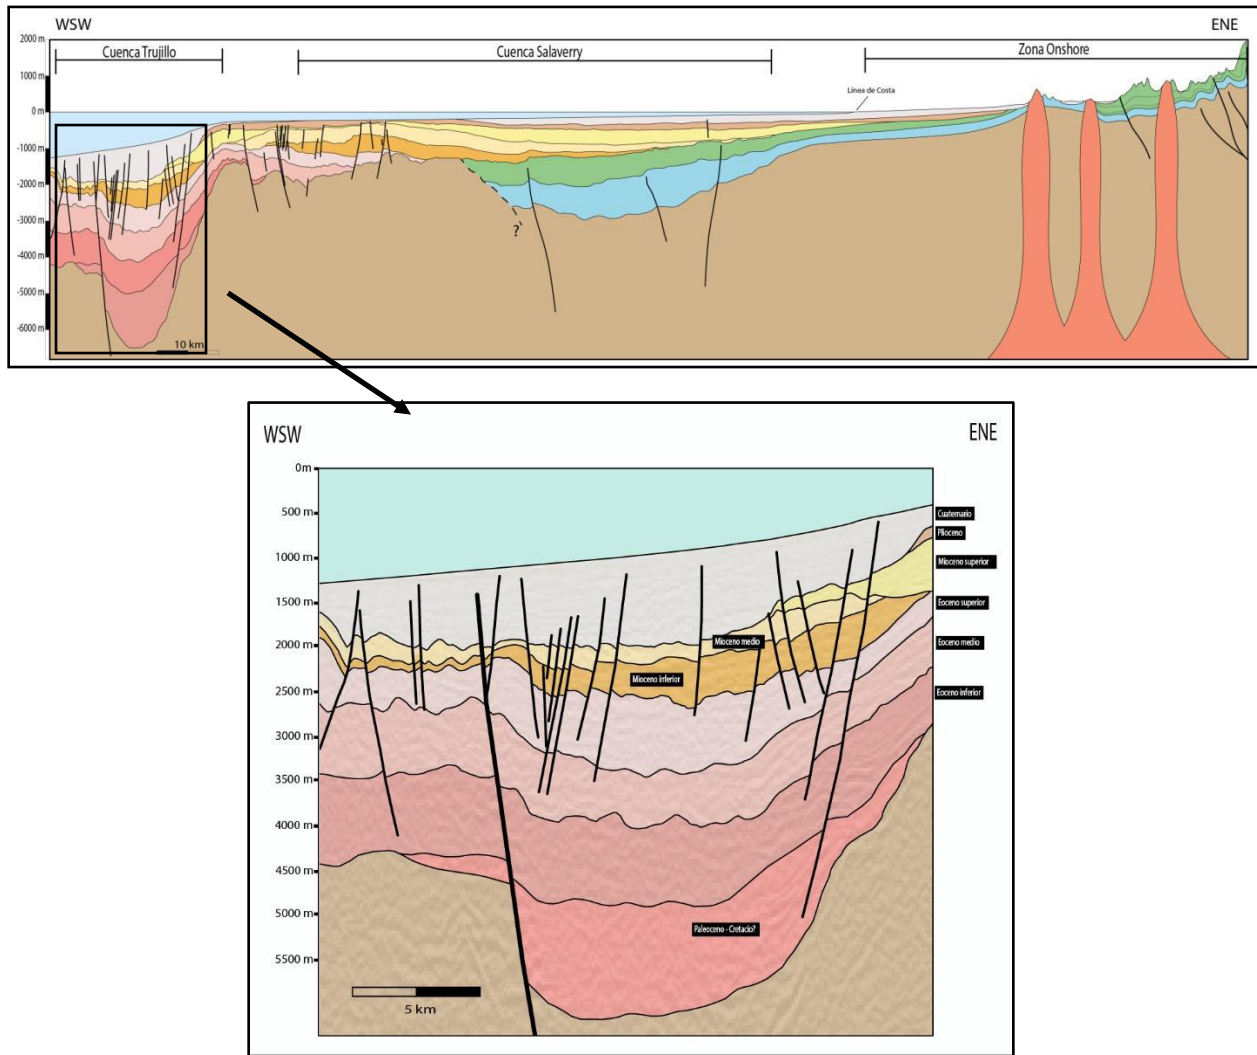 WSW
ENE
Cuenca Trujillo
Cuenca Salaverry
Zona Onshore
2000 m
1000 m
0 m
-1000 m
-2000 m
-3000 m
-4000 m
-5000 m
-6000 m
Línea de Costa
?
10 km
WSW
ENE
0m
500 m
1000 m
1500 m
2000 m
2500 m
3000 m
3500 m
4000 m
4500 m
5000 m
5500 m
Cuaternario
Plioceno
Mioceno superior
Eoceno superior
Mioceno medio
Eoceno medio
Mioceno inferior
Eoceno inferior
Paleoceno - Cretacio?
5 km